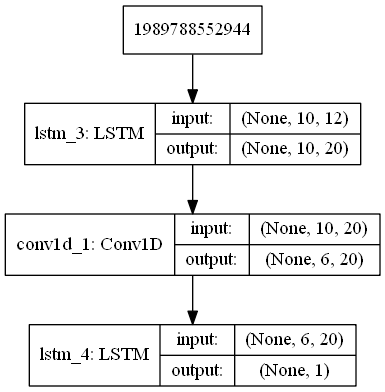 1989788552944
lstm_3: LSTM
input:
(None, 10, 12)
output:
(None, 10, 20)
conv1d_1: Conv1D
input:
(None, 10, 20)
output:
(None, 6, 20)
lstm_4: LSTM
input:
(None, 6, 20)
output:
(None, 1)